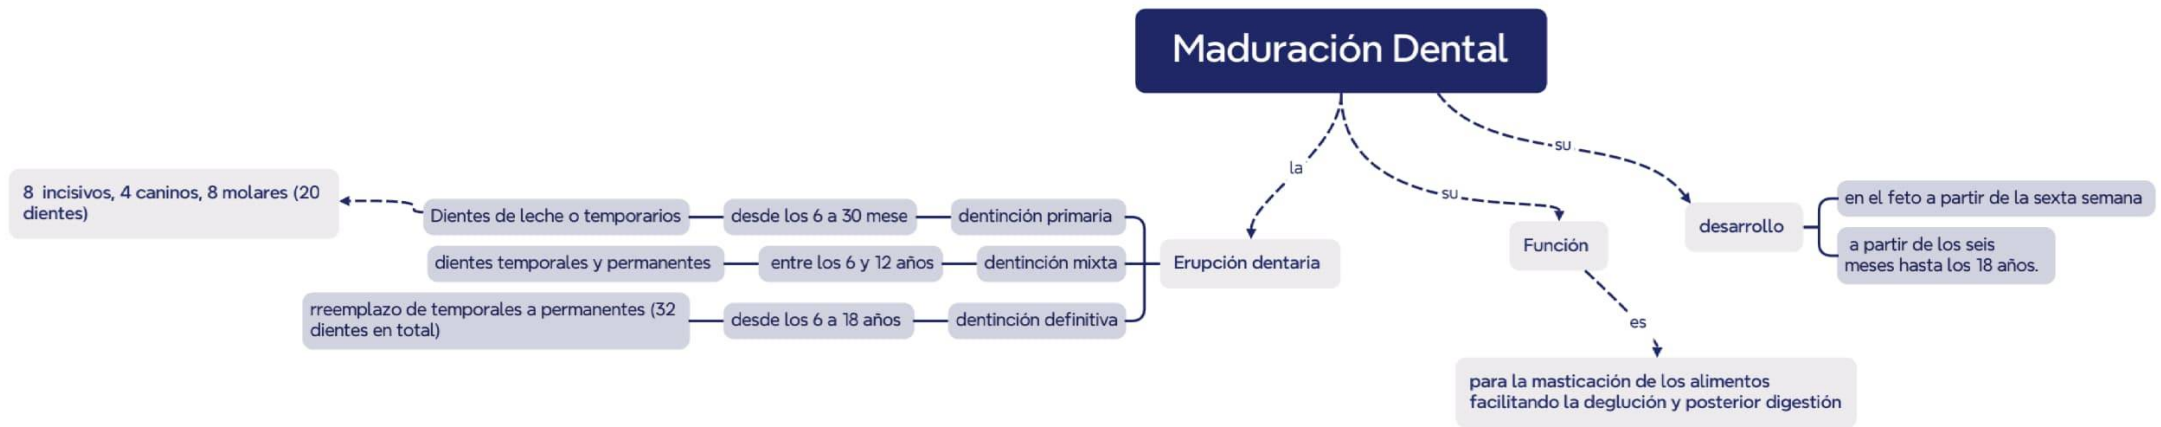 Maduración Dental
la
su
su
8 incisivos, 4 caninos, 8 molares (20
dientes)
Dientes de leche o temporarios
desde los 6 a 30 mese
dentinción primaria
dientes temporales y permanentes
entre los 6 y 12 años
dentinción mixta
rreemplazo de temporales a permanentes (32
dientes en total)
desde los 6 a 18 años
dentinción definitiva
Erupción dentaria
Función
es
para la masticación de los alimentos
facilitando la deglución y posterior digestión
desarrollo
en el feto a partir de la sexta semana
a partir de los seis
meses hasta los 18 años.